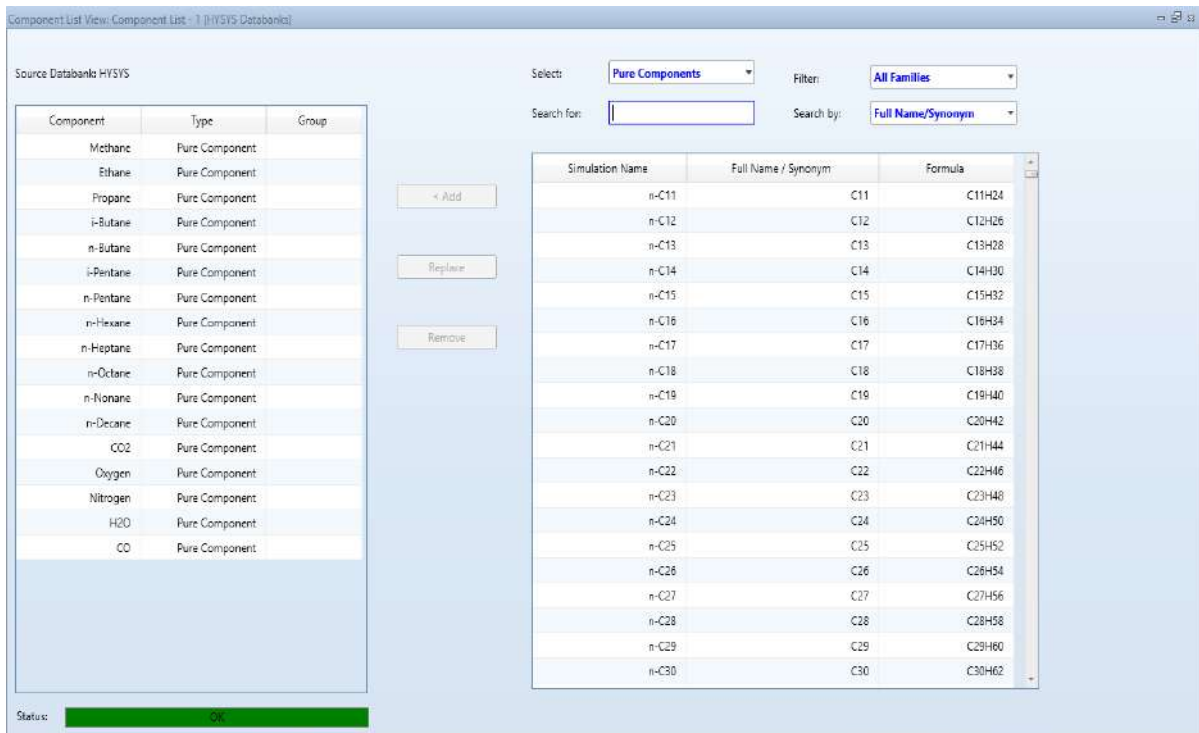 Component List View: Component List - 1 [HYSYS Databanks]
Source Databank: HYSYS
Select: Pure Components Filter: All Families
Search for: Search by: Full Name/Synonym
Component Type Group
Methane Pure Component
Ethane Pure Component
Propane Pure Component
i-Butane Pure Component
n-Butane Pure Component
i-Pentane Pure Component
n-Pentane Pure Component
n-Hexane Pure Component
n-Heptane Pure Component
n-Octane Pure Component
n-Nonane Pure Component
n-Decane Pure Component
CO2 Pure Component
Oxygen Pure Component
Nitrogen Pure Component
H2O Pure Component
CO Pure Component
< Add
Replace
Remove
Simulation Name Full Name / Synonym Formula
n-C11 C11 C11H24
n-C12 C12 C12H26
n-C13 C13 C13H28
n-C14 C14 C14H30
n-C15 C15 C15H32
n-C16 C16 C16H34
n-C17 C17 C17H36
n-C18 C18 C18H38
n-C19 C19 C19H40
n-C20 C20 C20H42
n-C21 C21 C21H44
n-C22 C22 C22H46
n-C23 C23 C23H48
n-C24 C24 C24H50
n-C25 C25 C25H52
n-C26 C26 C26H54
n-C27 C27 C27H56
n-C28 C28 C28H58
n-C29 C29 C29H60
n-C30 C30 C30H62
Status: OK